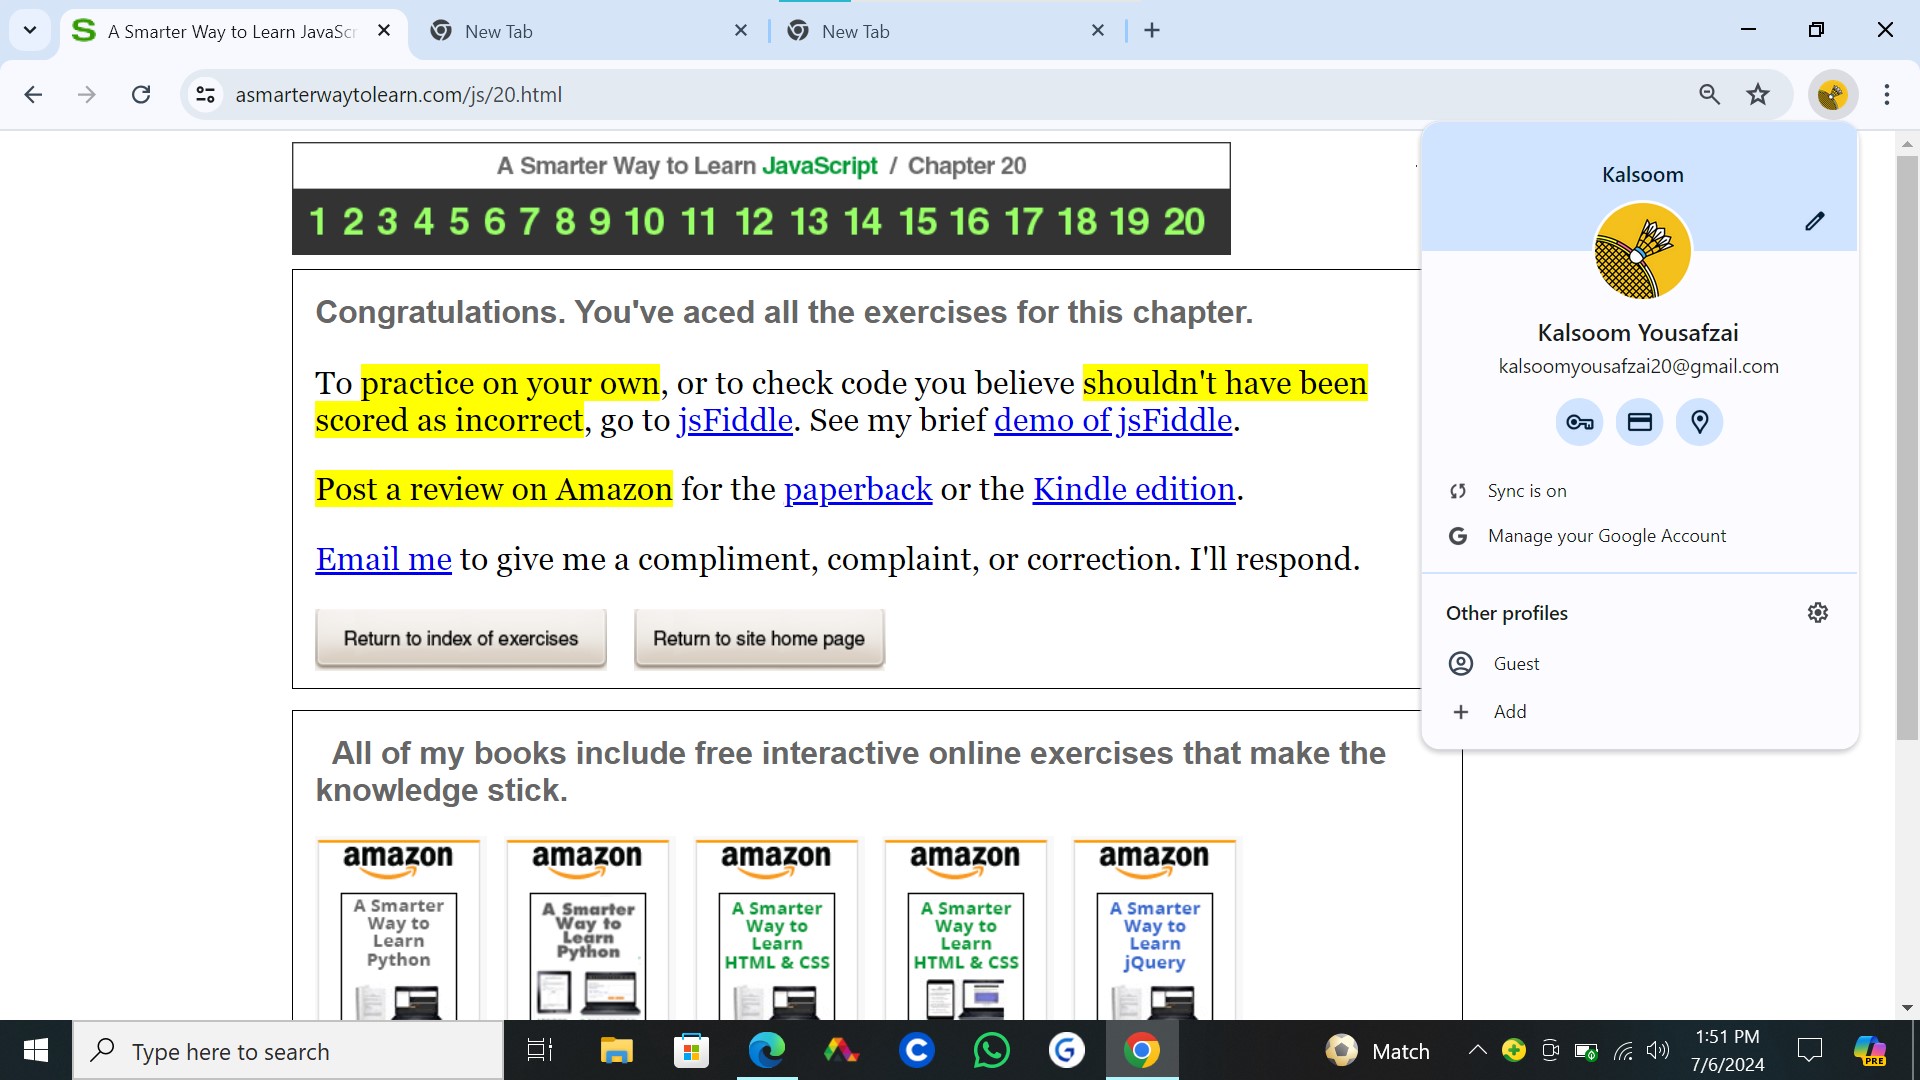 A Smarter Way to Learn JavaScr
New Tab
New Tab
asmarterwaytolearn.com/js/20.html
A Smarter Way to Learn JavaScript / Chapter 20
1 2 3 4 5 6 7 8 9 10 11 12 13 14 15 16 17 18 19 20
Congratulations. You've aced all the exercises for this chapter.
To practice on your own, or to check code you believe shouldn't have been
scored as incorrect, go to jsFiddle. See my brief demo of jsFiddle.
Post a review on Amazon for the paperback or the Kindle edition.
Email me to give me a compliment, complaint, or correction. I'll respond.
Return to index of exercises
Return to site home page
All of my books include free interactive online exercises that make the
knowledge stick.
amazon
A Smarter
Way to
Learn
Python
amazon
A Smarter
Way to
Learn
Python
amazon
A Smarter
Way to
Learn
HTML & CSS
amazon
A Smarter
Way to
Learn
HTML & CSS
amazon
A Smarter
Way to
Learn
jQuery
Kalsoom
Kalsoom Yousafzai
kalsoomyousafzai20@gmail.com
Sync is on
Manage your Google Account
Other profiles
Guest
Add
Type here to search
Match
1:51 PM
7/6/2024
PRE